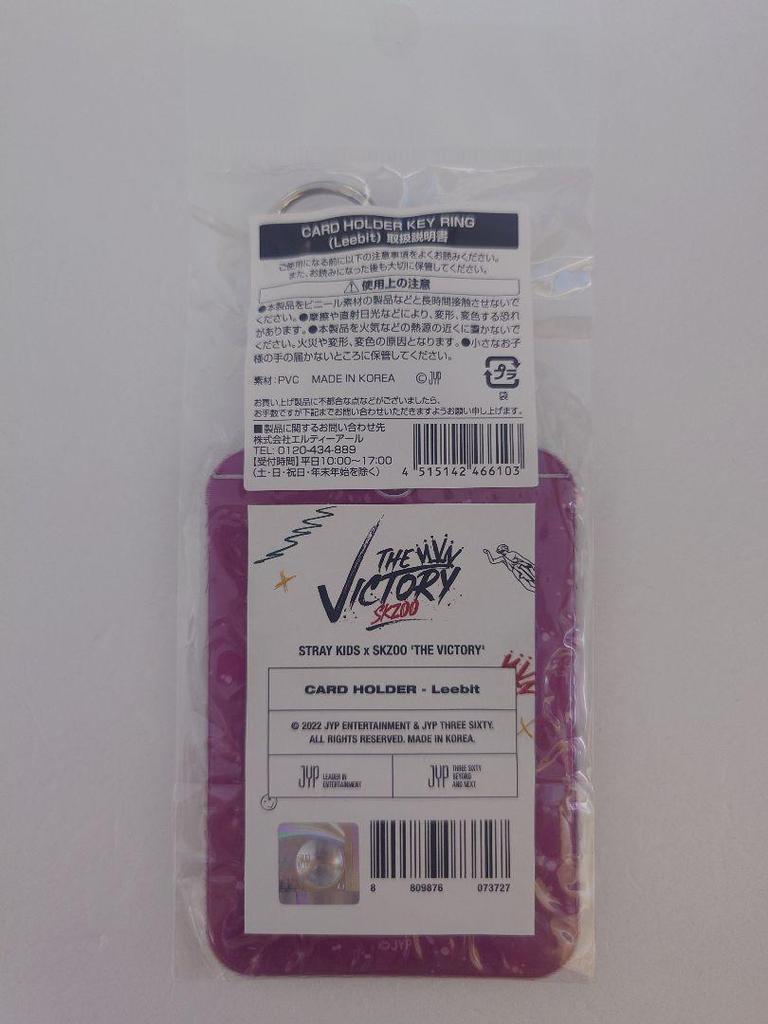 CARD HOLDER KEY RING
(Leebit) 取扱説明書
ご使用になる前に以下の注意事項をよくお読みください。
また、お読みになった後も大切に保管してください。
⚠使用上の注意
●本製品をビニール素材の製品などと長時間接触させないで
ください。●摩擦や直射日光などにより、変形、変色する恐れ
があります。●本製品を火気などの熱源の近くに置かないで
ください。火災や変形、変色の原因となります。●小さなお子
様の手の届かないところに保管してください。
素材:PVC MADE IN KOREA ©JYP
プラ
袋
お買い上げ製品に不都合な点などがございましたら、
お手数ですが下記までお問い合わせいただきますようお願い申し上げます。
■製品に関するお問い合わせ先
株式会社エルティーアール
TEL: 0120-434-889
【受付時間】平日10:00〜17:00
(土・日・祝日・年末年始を除く)
4 515142 466103
THE
VICTORY
SKZOO
STRAY KIDS x SKZOO 'THE VICTORY'
CARD HOLDER - Leebit
© 2022 JYP ENTERTAINMENT & JYP THREE SIXTY.
ALL RIGHTS RESERVED. MADE IN KOREA.
JYP LEADER IN ENTERTAINMENT
JYP THREE SIXTY BEYOND AND NEXT
8 809876 073727
©JYP